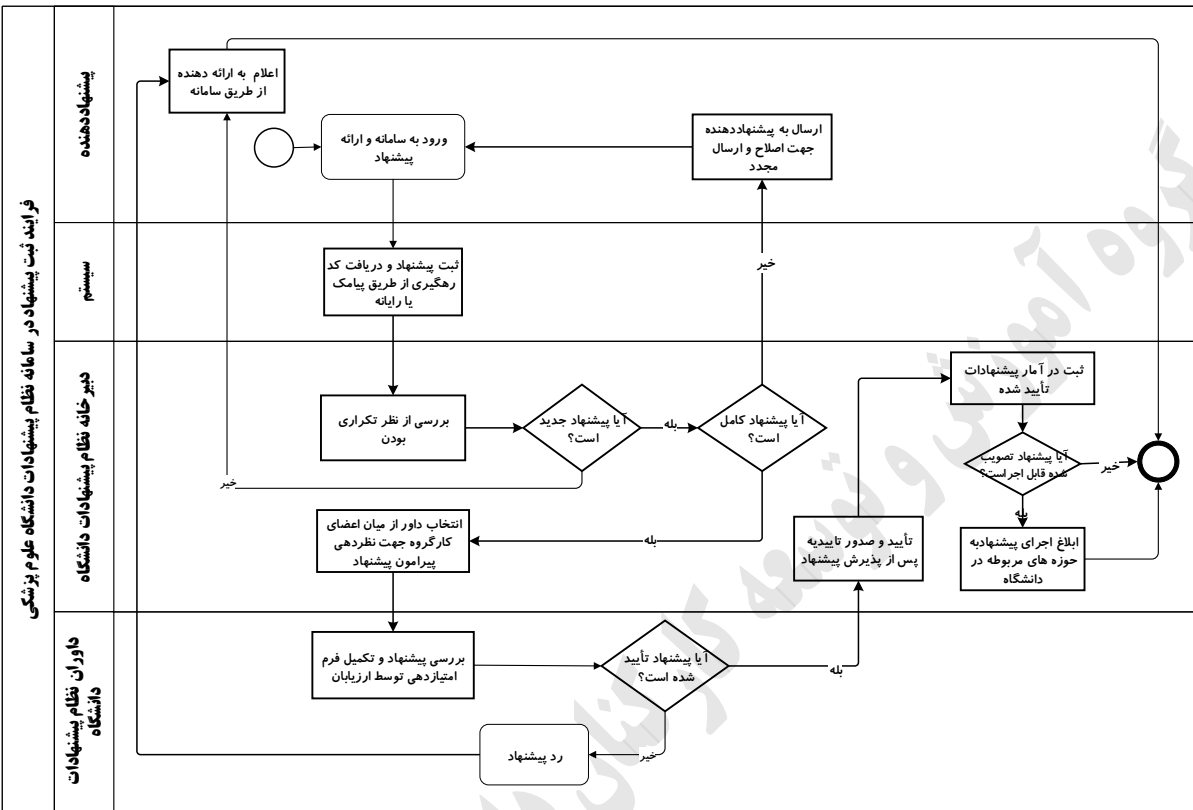 فرایند ثبت پیشنهاد در سامانه نظام پیشنهادات دانشگاه علوم پزشکی
پیشنهاددهنده
اعلام به ارائه دهنده
از طریق سامانه
ورود به سامانه و ارائه
پیشنهاد
ارسال به پیشنهاددهنده
جهت اصلاح و ارسال
مجدد
سیستم
ثبت پیشنهاد و دریافت کد
رهگیری از طریق پیامک
یا رایانه
خیر
دبیر خانه نظام پیشنهادات دانشگاه
بررسی از نظر تکراری
بودن
آیا پیشنهاد جدید
است؟
بله
آیا پیشنهاد کامل
است؟
خیر
ثبت در آمار پیشنهادات
تأیید شده
آیا پیشنهاد تصویب
شده قابل اجراست؟
خیر
بله
ابلاغ اجرای پیشنهادبه
حوزه های مربوطه در
دانشگاه
انتخاب داور از میان اعضای
کارگروه جهت نظردهی
پیرامون پیشنهاد
بله
تأیید و صدور تاییدیه
پس از پذیرش پیشنهاد
داوران نظام پیشنهادات
دانشگاه
بررسی پیشنهاد و تکمیل فرم
امتیازدهی توسط ارزیابان
آیا پیشنهاد تأیید
شده است؟
بله
خیر
رد پیشنهاد
گروه آموزش و توسعه کارکنان